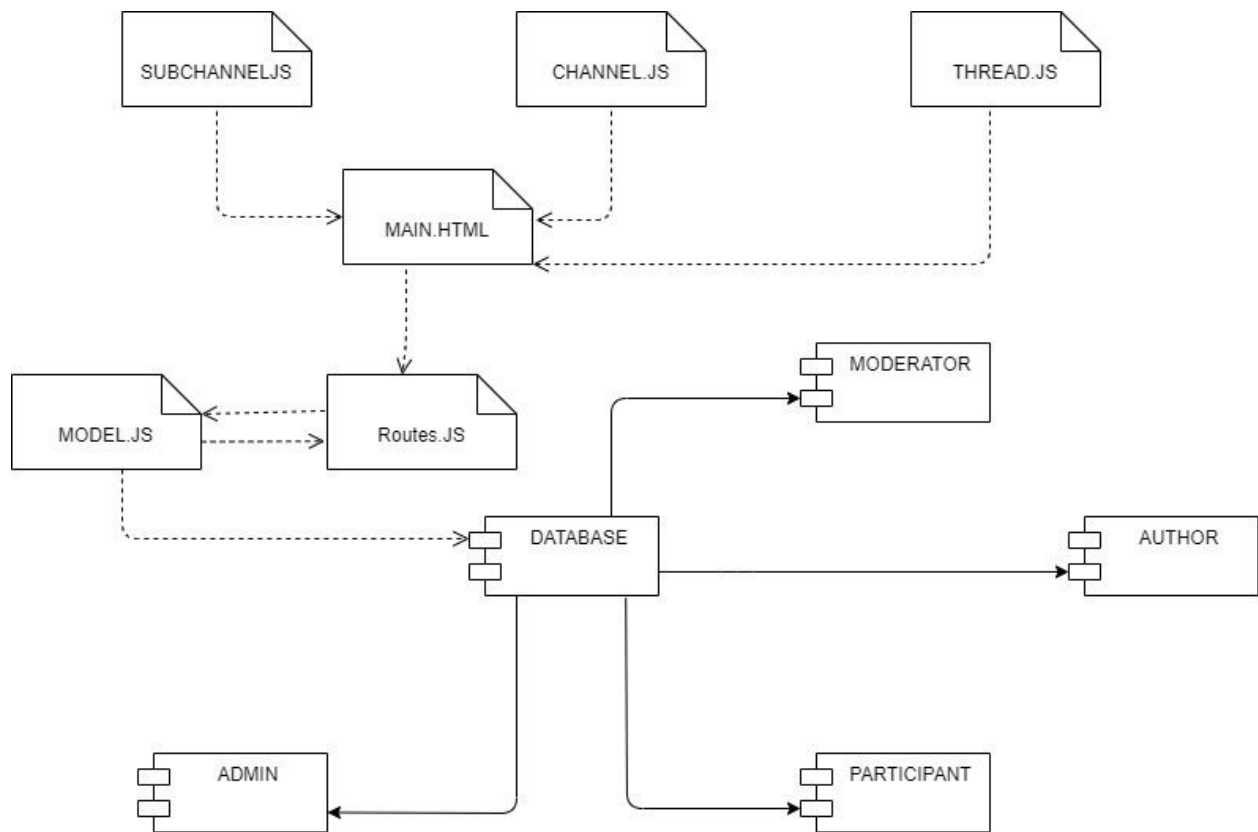 SUBCHANNELJS
CHANNEL.JS
THREAD.JS
MAIN.HTML
MODERATOR
MODEL.JS
Routes.JS
DATABASE
AUTHOR
ADMIN
PARTICIPANT